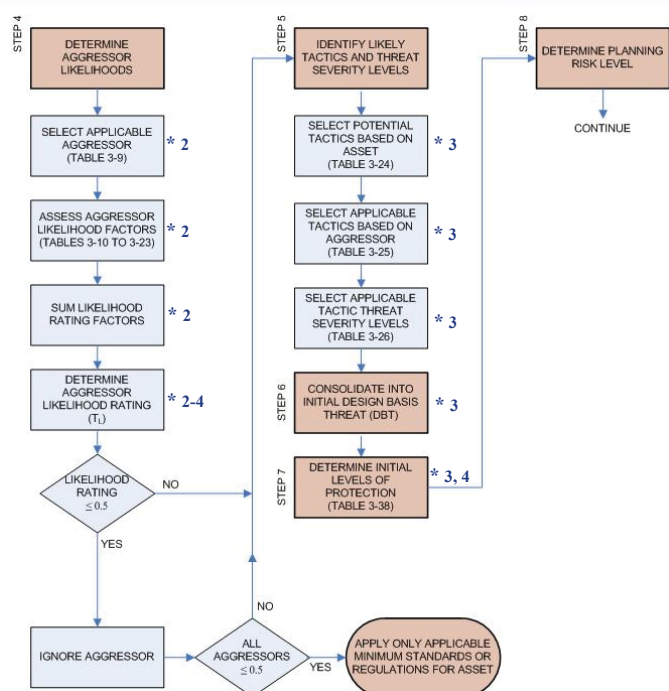 STEP 4
DETERMINE
AGGRESSOR
LIKELIHOODS
SELECT APPLICABLE
AGGRESSOR
(TABLE 3-9)
* 2
ASSESS AGGRESSOR
LIKELIHOOD FACTORS
(TABLES 3-10 TO 3-23)
* 2
SUM LIKELIHOOD
RATING FACTORS
* 2
DETERMINE
AGGRESSOR
LIKELIHOOD RATING
(TL)
* 2-4
LIKELIHOOD
RATING
≤ 0.5
NO
YES
IGNORE AGGRESSOR
ALL
AGGRESSORS
≤ 0.5
NO
YES
APPLY ONLY APPLICABLE
MINIMUM STANDARDS OR
REGULATIONS FOR ASSET
STEP 5
IDENTIFY LIKELY
TACTICS AND THREAT
SEVERITY LEVELS
SELECT POTENTIAL
TACTICS BASED ON
ASSET
(TABLE 3-24)
* 3
SELECT APPLICABLE
TACTICS BASED ON
AGGRESSOR
(TABLE 3-25)
* 3
SELECT APPLICABLE
TACTIC THREAT
SEVERITY LEVELS
(TABLE 3-26)
* 3
STEP 6
CONSOLIDATE INTO
INITIAL DESIGN BASIS
THREAT (DBT)
* 3
STEP 7
DETERMINE INITIAL
LEVELS OF
PROTECTION
(TABLE 3-38)
* 3, 4
STEP 8
DETERMINE PLANNING
RISK LEVEL
CONTINUE